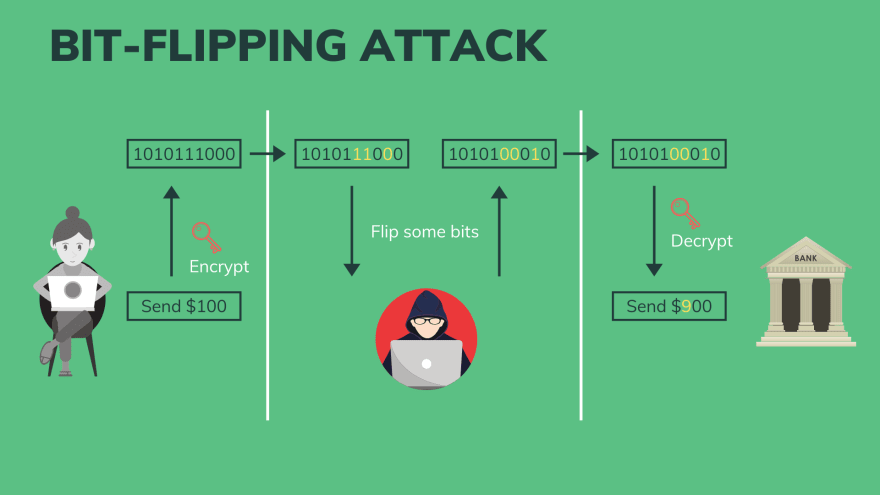 BIT-FLIPPING ATTACK
1010111000
1010111000
1010100010
1010100010
Flip some bits
Encrypt
Decrypt
BANK
Send $100
Send $900